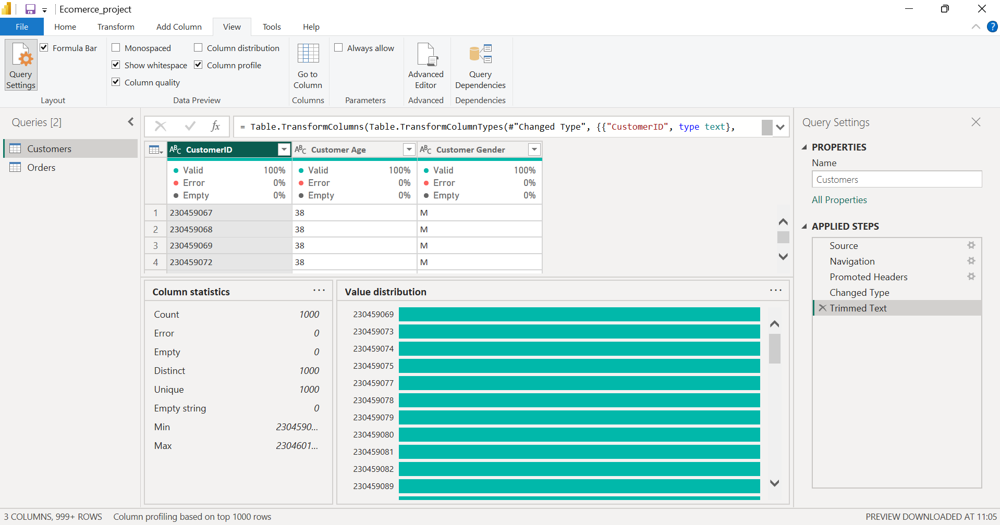 Ecomerce_project
File Home Transform Add Column View Tools Help
Query Settings
Formula Bar
Layout
Monospaced
Show whitespace
Column quality
Column distribution
Column profile
Data Preview
Go to Column
Columns
Always allow
Parameters
Advanced Editor
Advanced
Query Dependencies
Dependencies
Queries [2]
Customers
Orders
fx
= Table.TransformColumns(Table.TransformColumnTypes(#"Changed Type", {{"CustomerID", type text},
ABC CustomerID ABC Customer Age ABC Customer Gender
Valid 100% Valid 100% Valid 100%
Error 0% Error 0% Error 0%
Empty 0% Empty 0% Empty 0%
1 230459067 38 M
2 230459068 38 M
3 230459069 38 M
4 230459072 38 M
Column statistics ...
Count 1000
Error 0
Empty 0
Distinct 1000
Unique 1000
Empty string 0
Min 2304590...
Max 2304601...
Value distribution ...
230459069
230459073
230459074
230459075
230459077
230459078
230459079
230459080
230459081
230459082
230459089
Query Settings
PROPERTIES
Name
Customers
All Properties
APPLIED STEPS
Source
Navigation
Promoted Headers
Changed Type
Trimmed Text
3 COLUMNS, 999+ ROWS Column profiling based on top 1000 rows
PREVIEW DOWNLOADED AT 11:05